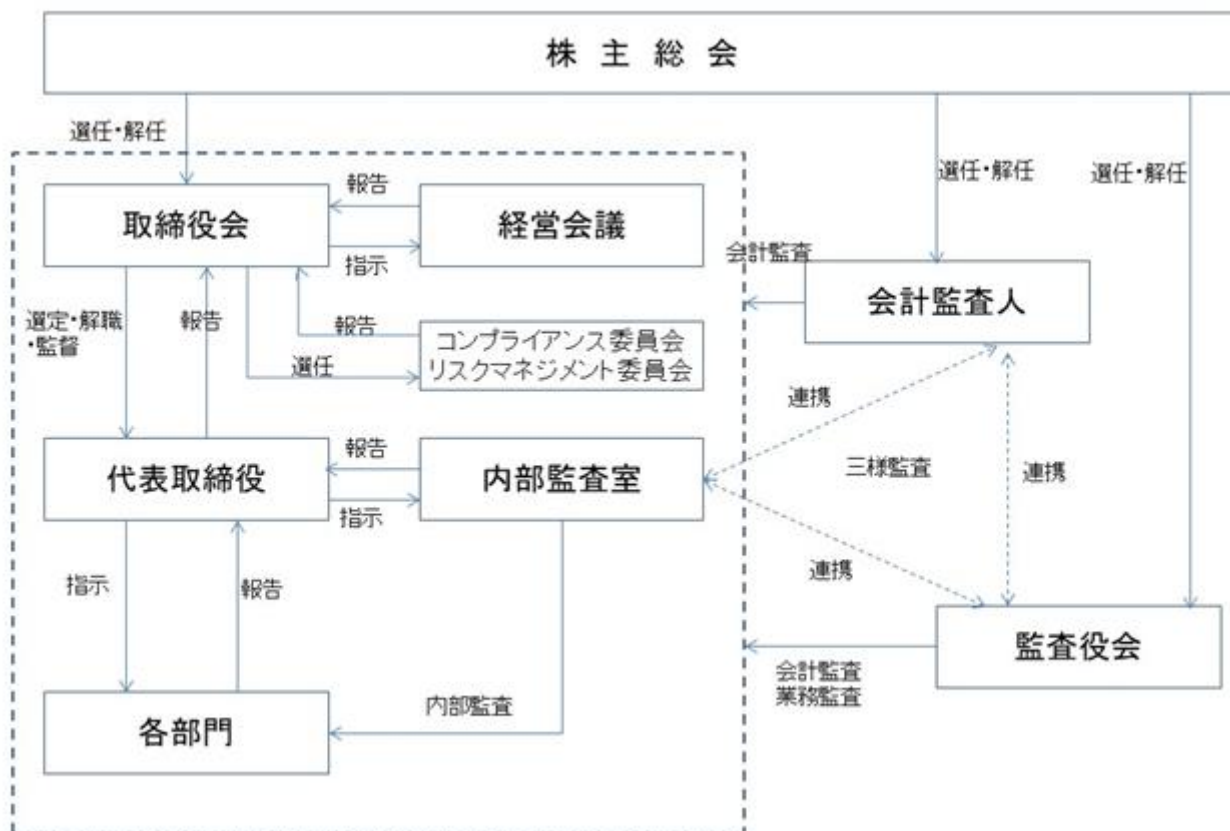 株 主 総 会
選任・解任
選任・解任
選任・解任
報告
取締役会
経営会議
指示
会計監査
会計監査人
選定・解職
・監督
報告
報告
コンプライアンス委員会
リスクマネジメント委員会
選任
連携
報告
代表取締役
内部監査室
三様監査
連携
指示
指示
報告
連携
監査役会
会計監査
業務監査
内部監査
各部門